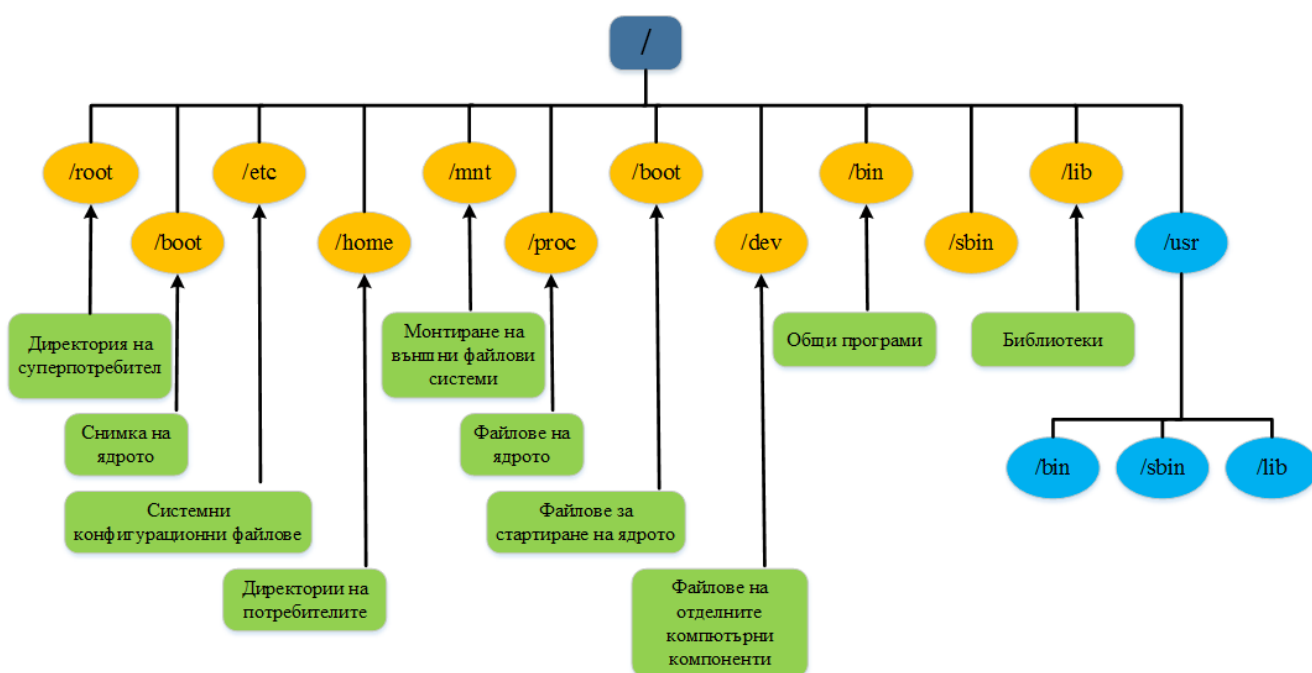 /
/root
/etc
/mnt
/boot
/bin
/lib
/boot
/home
/proc
/dev
/sbin
/usr
Директория на
суперпотребител
Монтиране на
външни файлови
системи
Общи програми
Библиотеки
Снимка на
ядрото
Файлове на
ядрото
/bin
/sbin
/lib
Системни
конфигурационни файлове
Файлове за
стартиране на ядрото
Директории на
потребителите
Файлове на
отделните
компютърни
компоненти